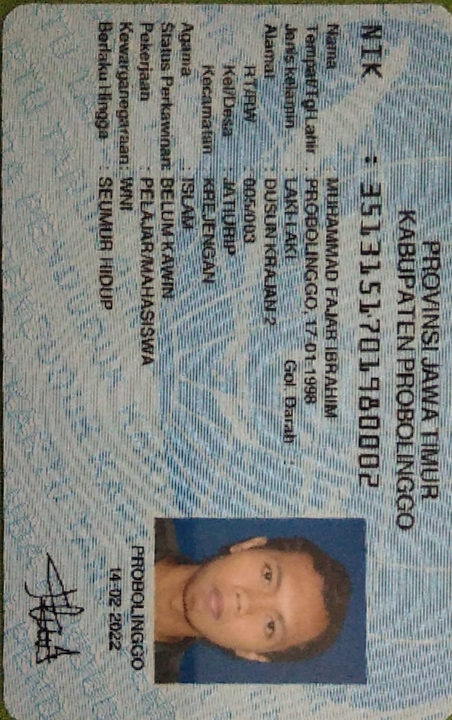 PROVINSI JAWA TIMUR
KABUPATEN PROBOLINGGO
NIK : 3513151701980002
Nama : MUHAMMAD FAJAR IBRAHIM
Tempat/Tgl Lahir : PROBOLINGGO, 17-01-1998
Jenis kelamin : LAKI-LAKI Gol. Darah :
Alamat : DUSUN KRAJAN 2
RT/RW : 005/003
Kel/Desa : JATIURIP
Kecamatan : KREJENGAN
Agama : ISLAM
Status Perkawinan: BELUM KAWIN
Pekerjaan : PELAJAR/MAHASISWA
Kewarganegaraan: WNI
Berlaku Hingga : SEUMUR HIDUP
PROBOLINGGO
14-02-2022